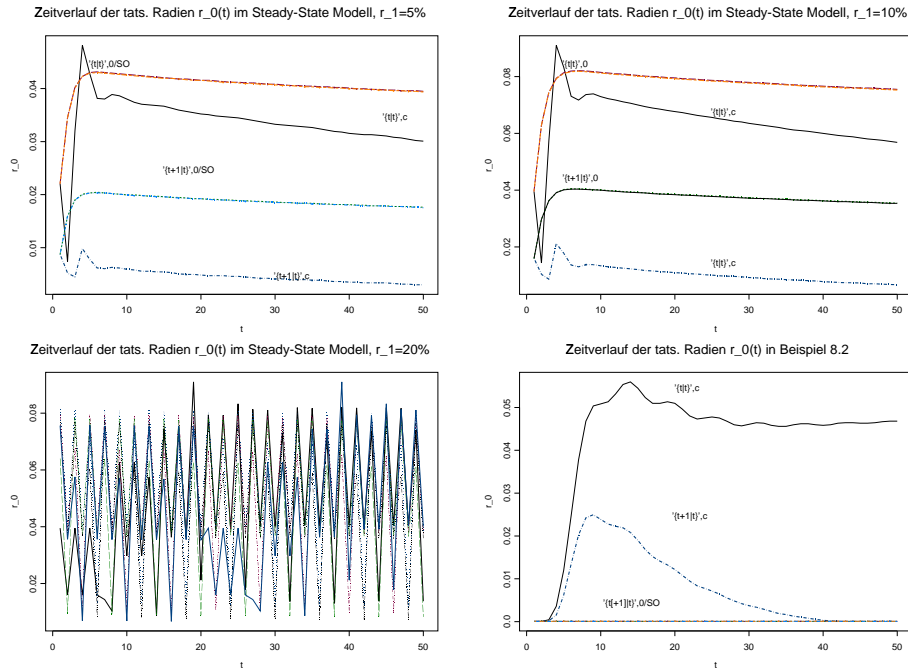 Zeitverlauf der tats. Radien r_0(t) im Steady-State Modell, r_1=5%
r_0
0.01
0.02
0.03
0.04
'{t|t}',0/SO
'{t|t}',c
'{t+1|t}',0/SO
'{t+1|t}',c
0
10
20
30
40
50
t
Zeitverlauf der tats. Radien r_0(t) im Steady-State Modell, r_1=10%
r_0
0.02
0.04
0.06
0.08
'{t|t}',0
'{t|t}',c
'{t+1|t}',0
'{t|t}',c
0
10
20
30
40
50
t
Zeitverlauf der tats. Radien r_0(t) im Steady-State Modell, r_1=20%
r_0
0.02
0.04
0.06
0.08
0
10
20
30
40
50
t
Zeitverlauf der tats. Radien r_0(t) in Beispiel 8.2
r_0
0.0
0.01
0.02
0.03
0.04
0.05
'{t|t}',c
'{t+1|t}',c
'{t[+1]|t}',0/SO
0
10
20
30
40
50
t